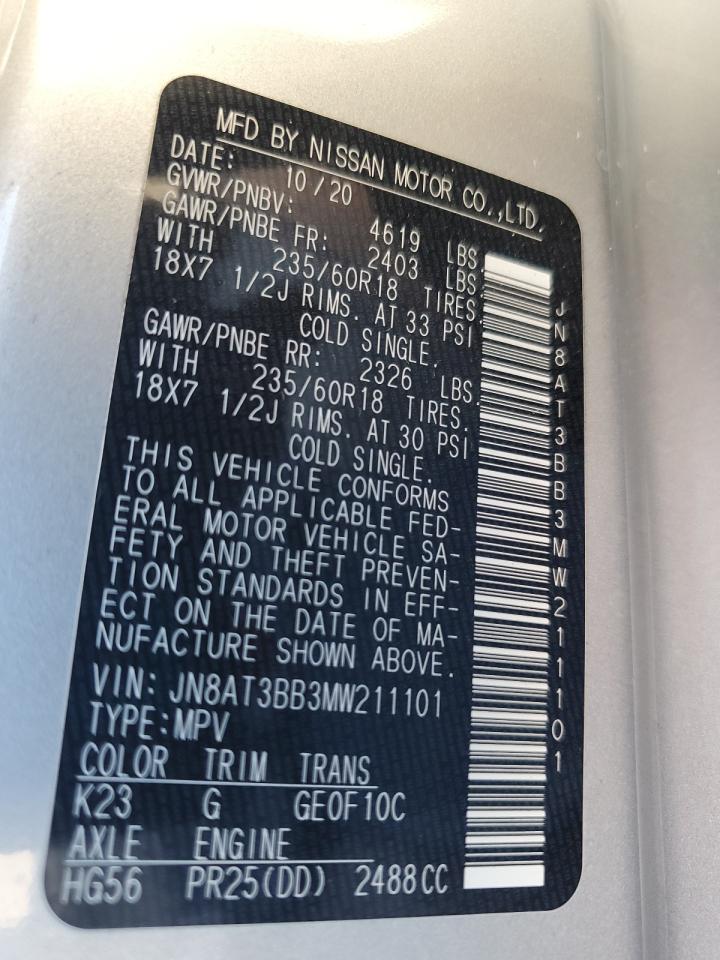 MFD BY NISSAN MOTOR CO.,LTD.
DATE: 10/20
GVWR/PNBV: 4619 LBS
GAWR/PNBE FR: 2403 LBS
WITH 235/60R18 TIRES.
18X7 1/2J RIMS. AT 33 PSI
COLD SINGLE.
GAWR/PNBE RR: 2326 LBS
WITH 235/60R18 TIRES.
18X7 1/2J RIMS. AT 30 PSI
COLD SINGLE.
THIS VEHICLE CONFORMS
TO ALL APPLICABLE FED-
ERAL MOTOR VEHICLE SA-
FETY AND THEFT PREVEN-
TION STANDARDS IN EFF-
ECT ON THE DATE OF MA-
NUFACTURE SHOWN ABOVE.
VIN: JN8AT3BB3MW211101
TYPE:MPV
COLOR TRIM TRANS
K23 G GE0F10C
AXLE ENGINE
HG56 PR25(DD) 2488CC
JN8AT3BB3MW211101